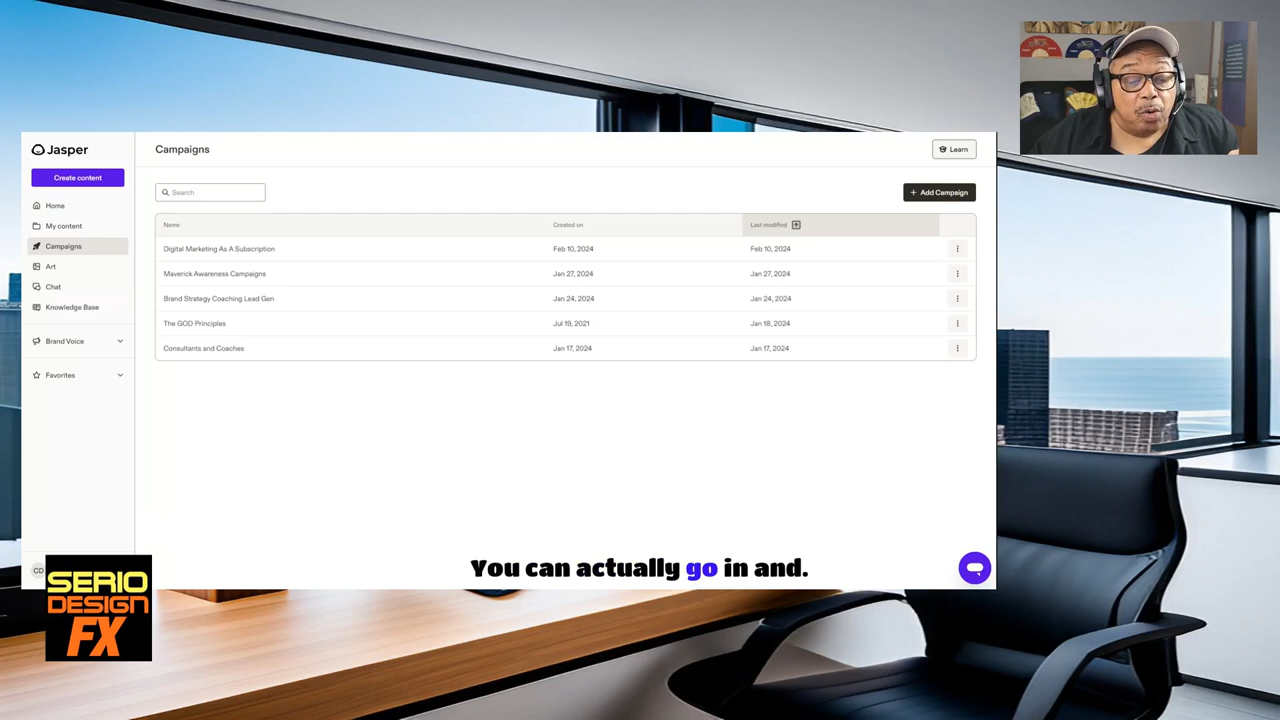 Jasper
Create content
Home
My content
Campaigns
Art
Chat
Knowledge Base
Brand Voice
Favorites
CD
Campaigns
Learn
Search
+ Add Campaign
Name Created on Last modified
Digital Marketing As A Subscription Feb 10, 2024 Feb 10, 2024
Maverick Awareness Campaigns Jan 27, 2024 Jan 27, 2024
Brand Strategy Coaching Lead Gen Jan 24, 2024 Jan 24, 2024
The GOD Principles Jul 19, 2021 Jan 18, 2024
Consultants and Coaches Jan 17, 2024 Jan 17, 2024
You can actually go in and.
SERIO
DESIGN
FX